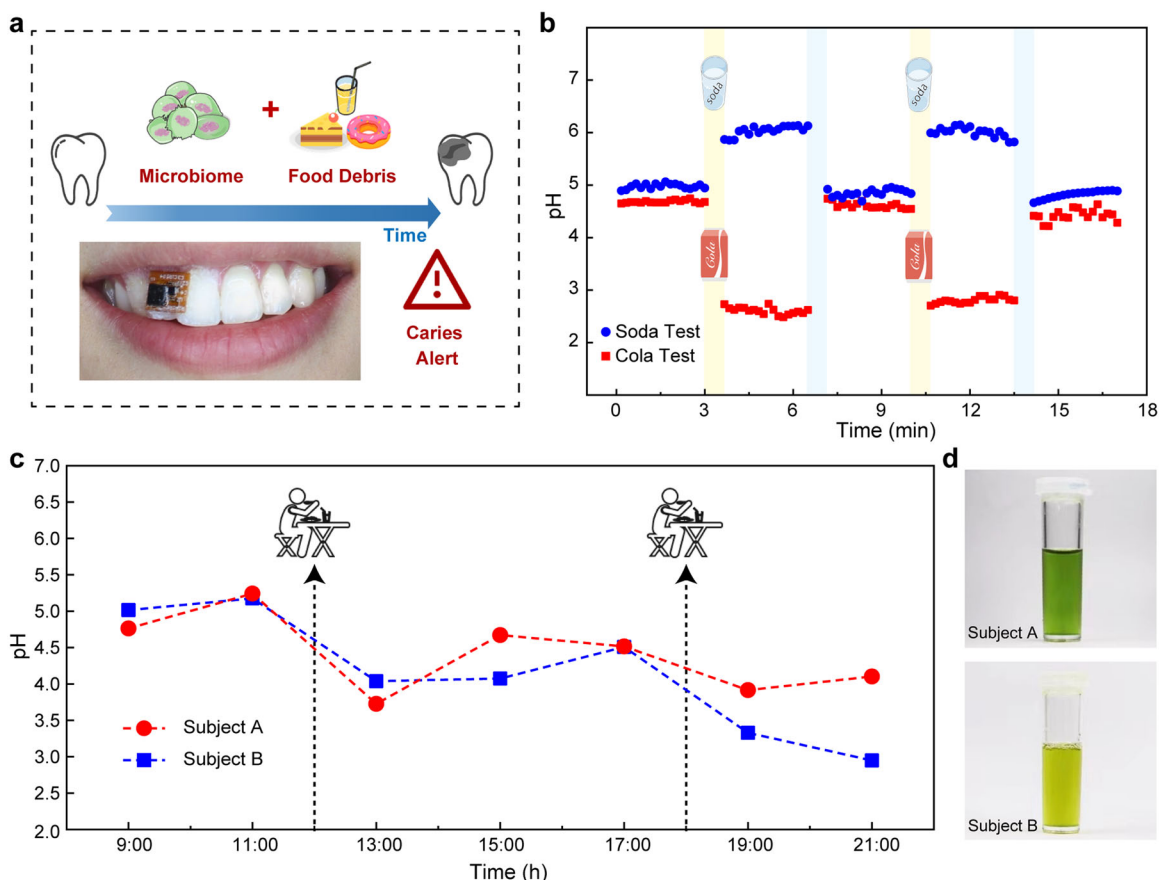 a
Microbiome
+
Food Debris
Time
Caries
Alert
b
pH
7
6
5
4
3
2
soda
soda
Cola
Cola
Soda Test
Cola Test
0
3
6
9
12
15
18
Time (min)
c
pH
7.0
6.5
6.0
5.5
5.0
4.5
4.0
3.5
3.0
2.5
2.0
Subject A
Subject B
9:00
11:00
13:00
15:00
17:00
19:00
21:00
Time (h)
d
Subject A
Subject B